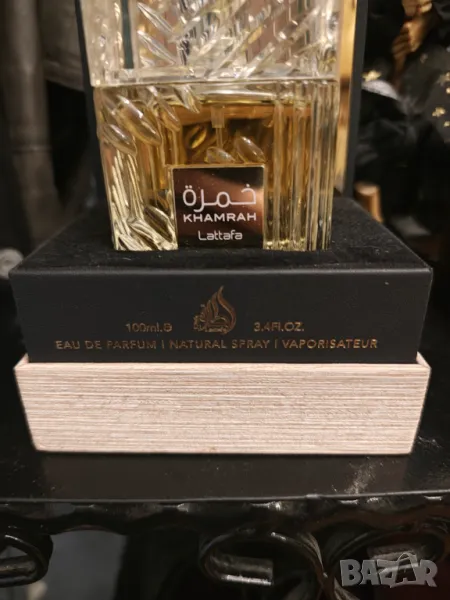 خمرة
KHAMRAH
Lattafa
100ml.℮ 3.4Fl.OZ.
EAU DE PARFUM | NATURAL SPRAY | VAPORISATEUR
BAZAR